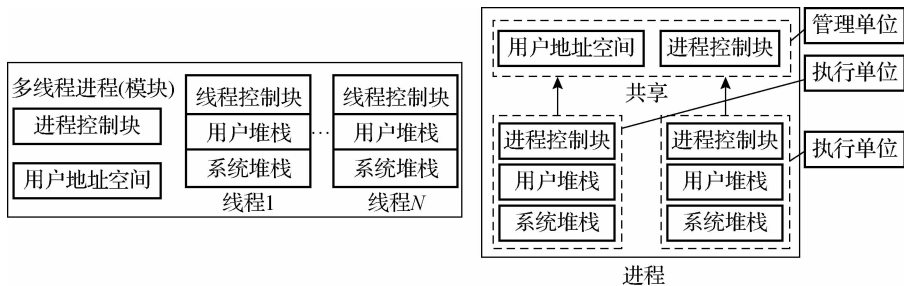 多线程进程(模块)
进程控制块
用户地址空间
线程控制块
用户堆栈
系统堆栈
线程1
…
线程控制块
用户堆栈
系统堆栈
线程N
用户地址空间
进程控制块
共享
进程控制块
用户堆栈
系统堆栈
进程控制块
用户堆栈
系统堆栈
进程
管理单位
执行单位
执行单位